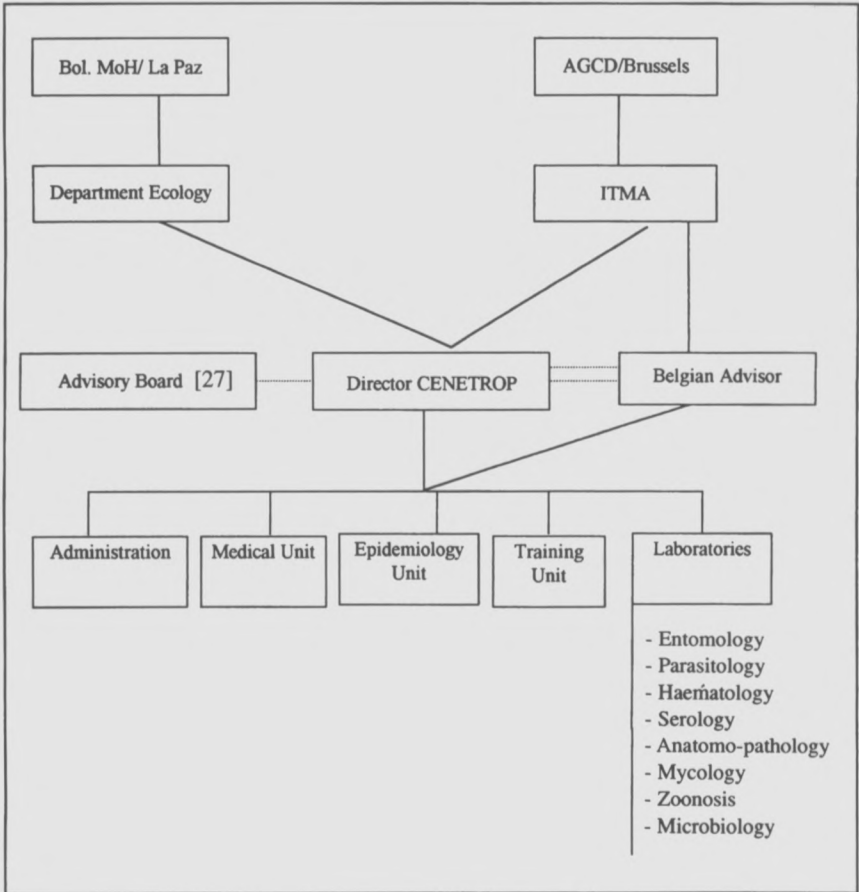 Bol. MoH/ La Paz
AGCD/Brussels
Department Ecology
ITMA
Advisory Board [27]
Director CENETROP
Belgian Advisor
Administration
Medical Unit
Epidemiology
Unit
Training
Unit
Laboratories
- Entomology
- Parasitology
- Haematology
- Serology
- Anatomo-pathology
- Mycology
- Zoonosis
- Microbiology